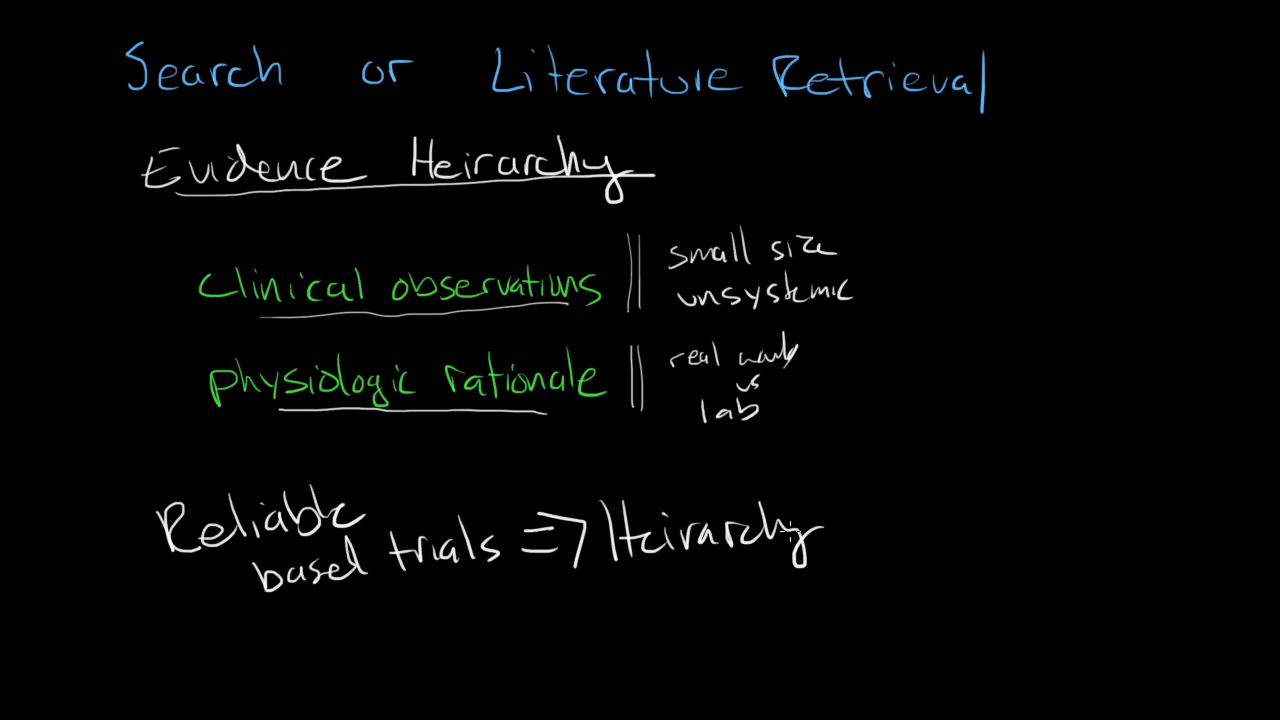 Search or Literature Retrieval
Evidence Heirarchy
clinical observations
small size
unsystemic
physiologic rationale
real
vs
lab
Reliable
based trials => Heirarchy